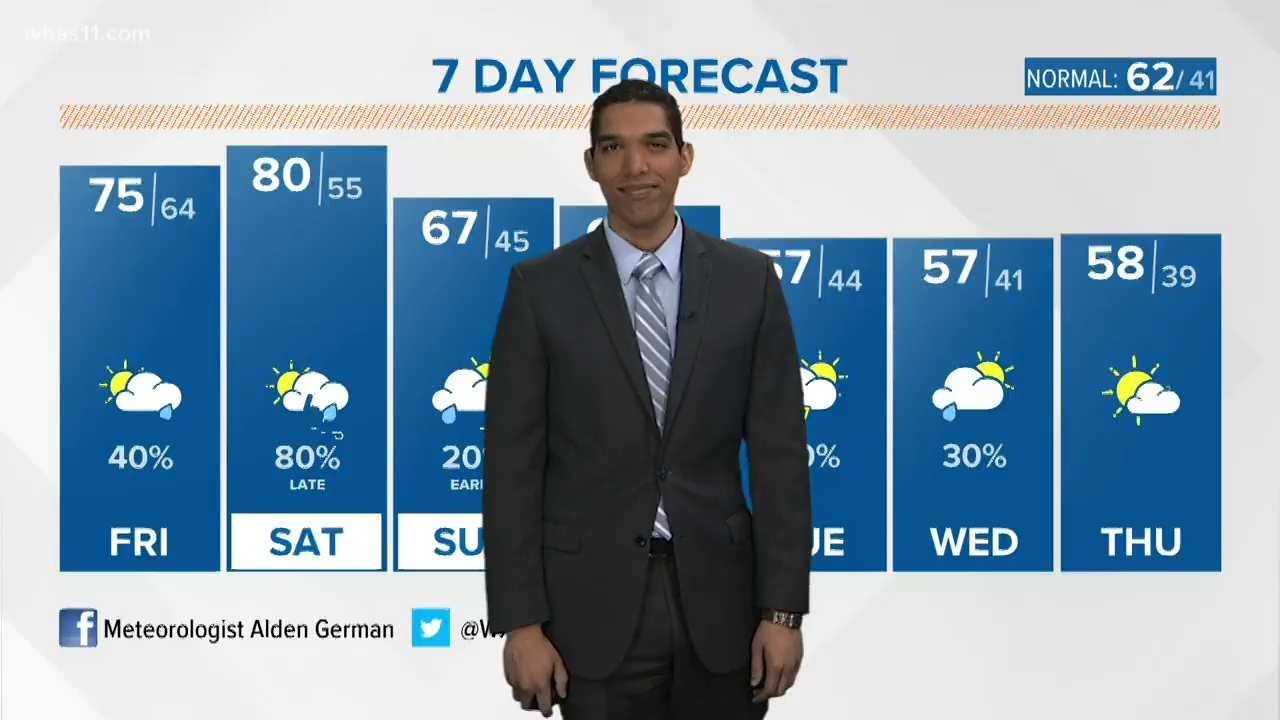 whas11.com
7 DAY FORECAST
NORMAL: 62/41
75/64
80/55
67/45
57/44
57/41
58/39
40%
80%
20
30%
LATE
FRI
SAT
WED
THU
Meteorologist Alden German